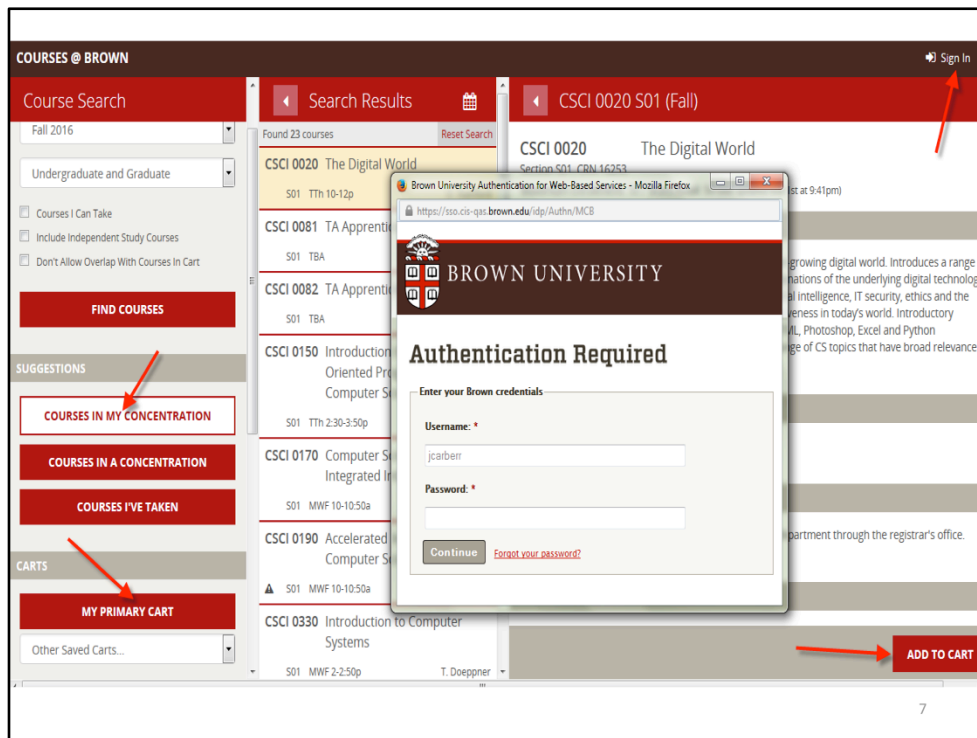 COURSES @ BROWN
Sign In
Course Search
Fall 2016
Undergraduate and Graduate
Courses I Can Take
Include Independent Study Courses
Don't Allow Overlap With Courses In Cart
FIND COURSES
SUGGESTIONS
COURSES IN MY CONCENTRATION
COURSES IN A CONCENTRATION
COURSES I'VE TAKEN
CARTS
MY PRIMARY CART
Other Saved Carts...
Search Results
Found 23 courses Reset Search
CSCI 0020 The Digital World
S01 TTh 10-12p
CSCI 0081 TA Apprenti
S01 TBA
CSCI 0082 TA Apprenti
S01 TBA
CSCI 0150 Introduction
Oriented Pro
Computer S
S01 TTh 2:30-3:50p
CSCI 0170 Computer S
Integrated In
S01 MWF 10-10:50a
CSCI 0190 Accelerated
Computer S
S01 MWF 10-10:50a
CSCI 0330 Introduction to Computer
Systems
S01 MWF 2-2:50p T. Doeppner
CSCI 0020 S01 (Fall)
CSCI 0020 The Digital World
Section S01, CRN 16253
1st at 9:41pm)
-growing digital world. Introduces a range
nations of the underlying digital technolog
al intelligence, IT security, ethics and the
veness in today's world. Introductory
ML, Photoshop, Excel and Python
ge of CS topics that have broad relevance
partment through the registrar's office.
ADD TO CART
Brown University Authentication for Web-Based Services - Mozilla Firefox
https://sso.cis-qas.brown.edu/idp/Authn/MCB
BROWN UNIVERSITY
Authentication Required
Enter your Brown credentials
Username: *
jcarberr
Password: *
Continue Forgot your password?
7